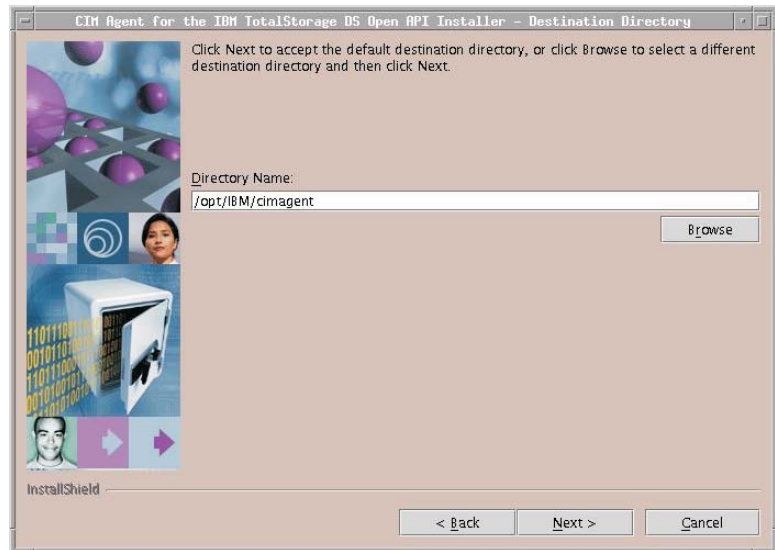 CIM Agent for the IBM TotalStorage DS Open API Installer - Destination Directory
Click Next to accept the default destination directory, or click Browse to select a different
destination directory and then click Next.
Directory Name:
/opt/IBM/cimagent
Browse
InstallShield
< Back
Next >
Cancel